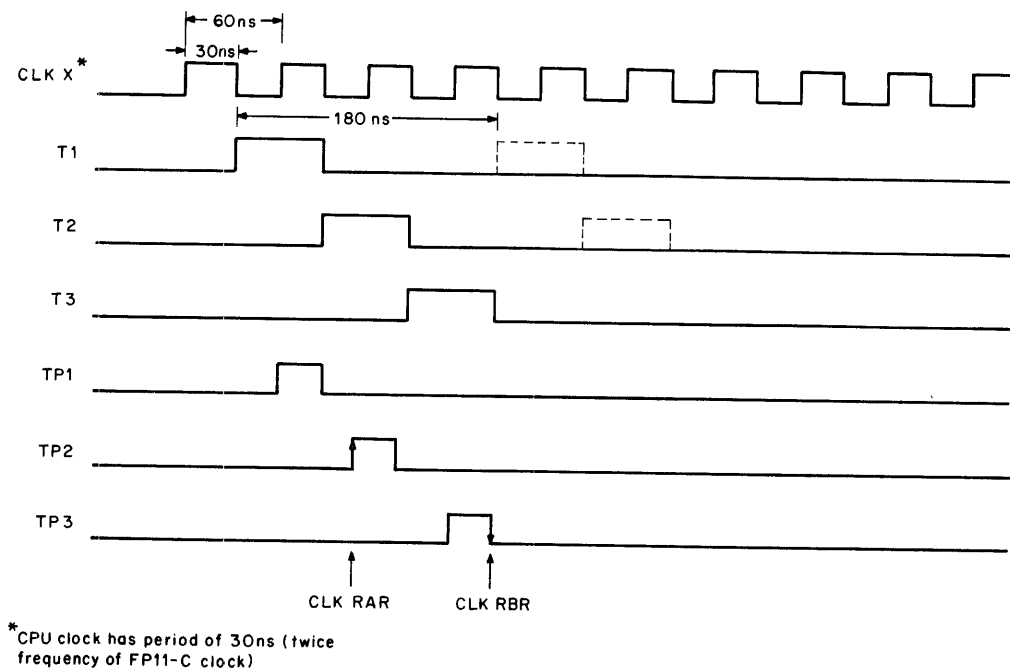 60ns
30ns
CLK X*
180 ns
T1
T2
T3
TP1
TP2
TP3
CLK RAR
CLK RBR
*CPU clock has period of 30ns (twice
frequency of FP11-C clock)